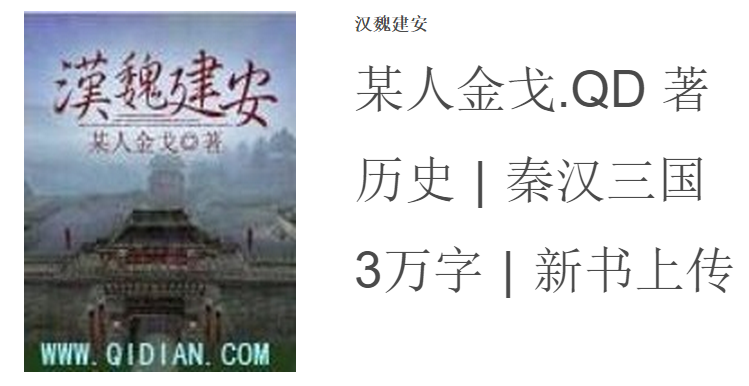 漢魏建安
某人金戈◎著
WWW.QIDIAN.COM
汉魏建安
某人金戈.QD 著
历史 | 秦汉三国
3万字 | 新书上传